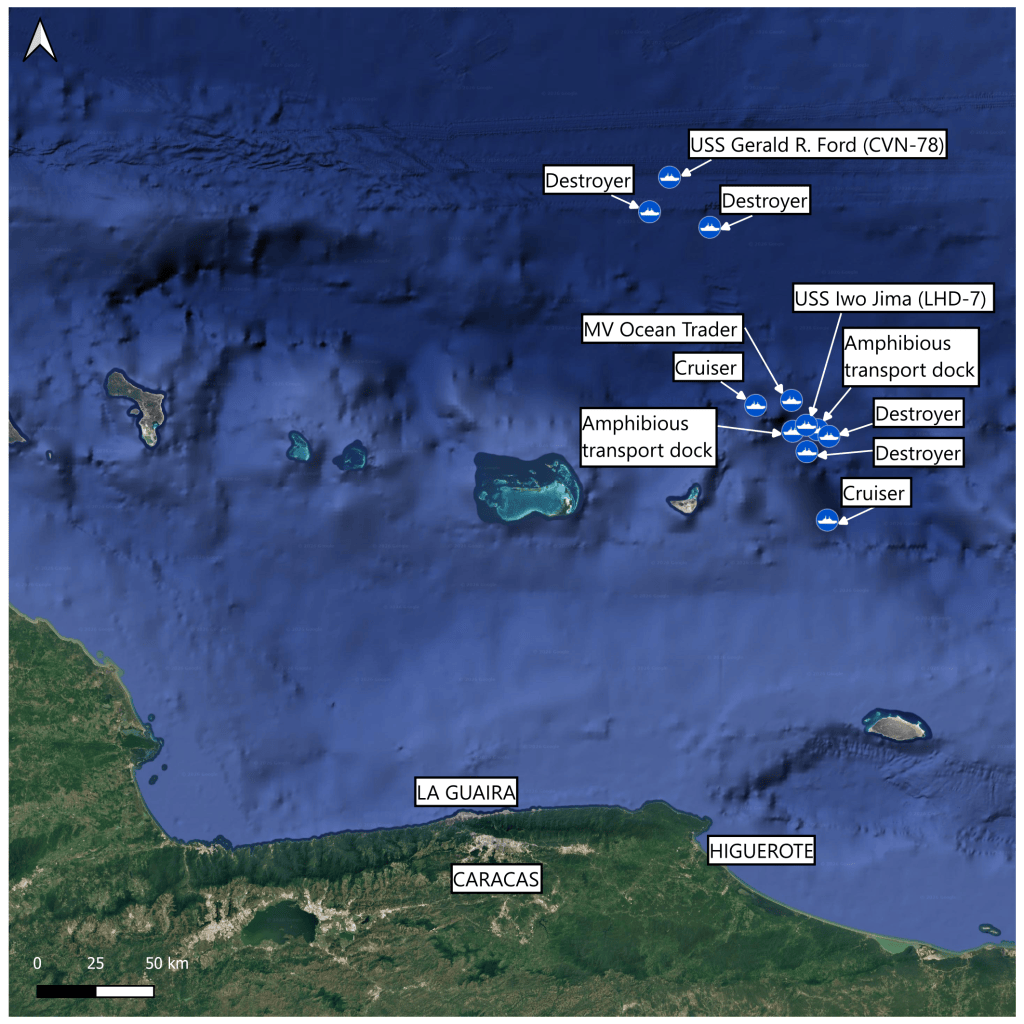 USS Gerald R. Ford (CVN-78)
Destroyer
Destroyer
USS Iwo Jima (LHD-7)
MV Ocean Trader
Amphibious
transport dock
Cruiser
Destroyer
Amphibious
transport dock
Destroyer
Cruiser
LA GUAIRA
HIGUEROTE
CARACAS
0 25 50 km